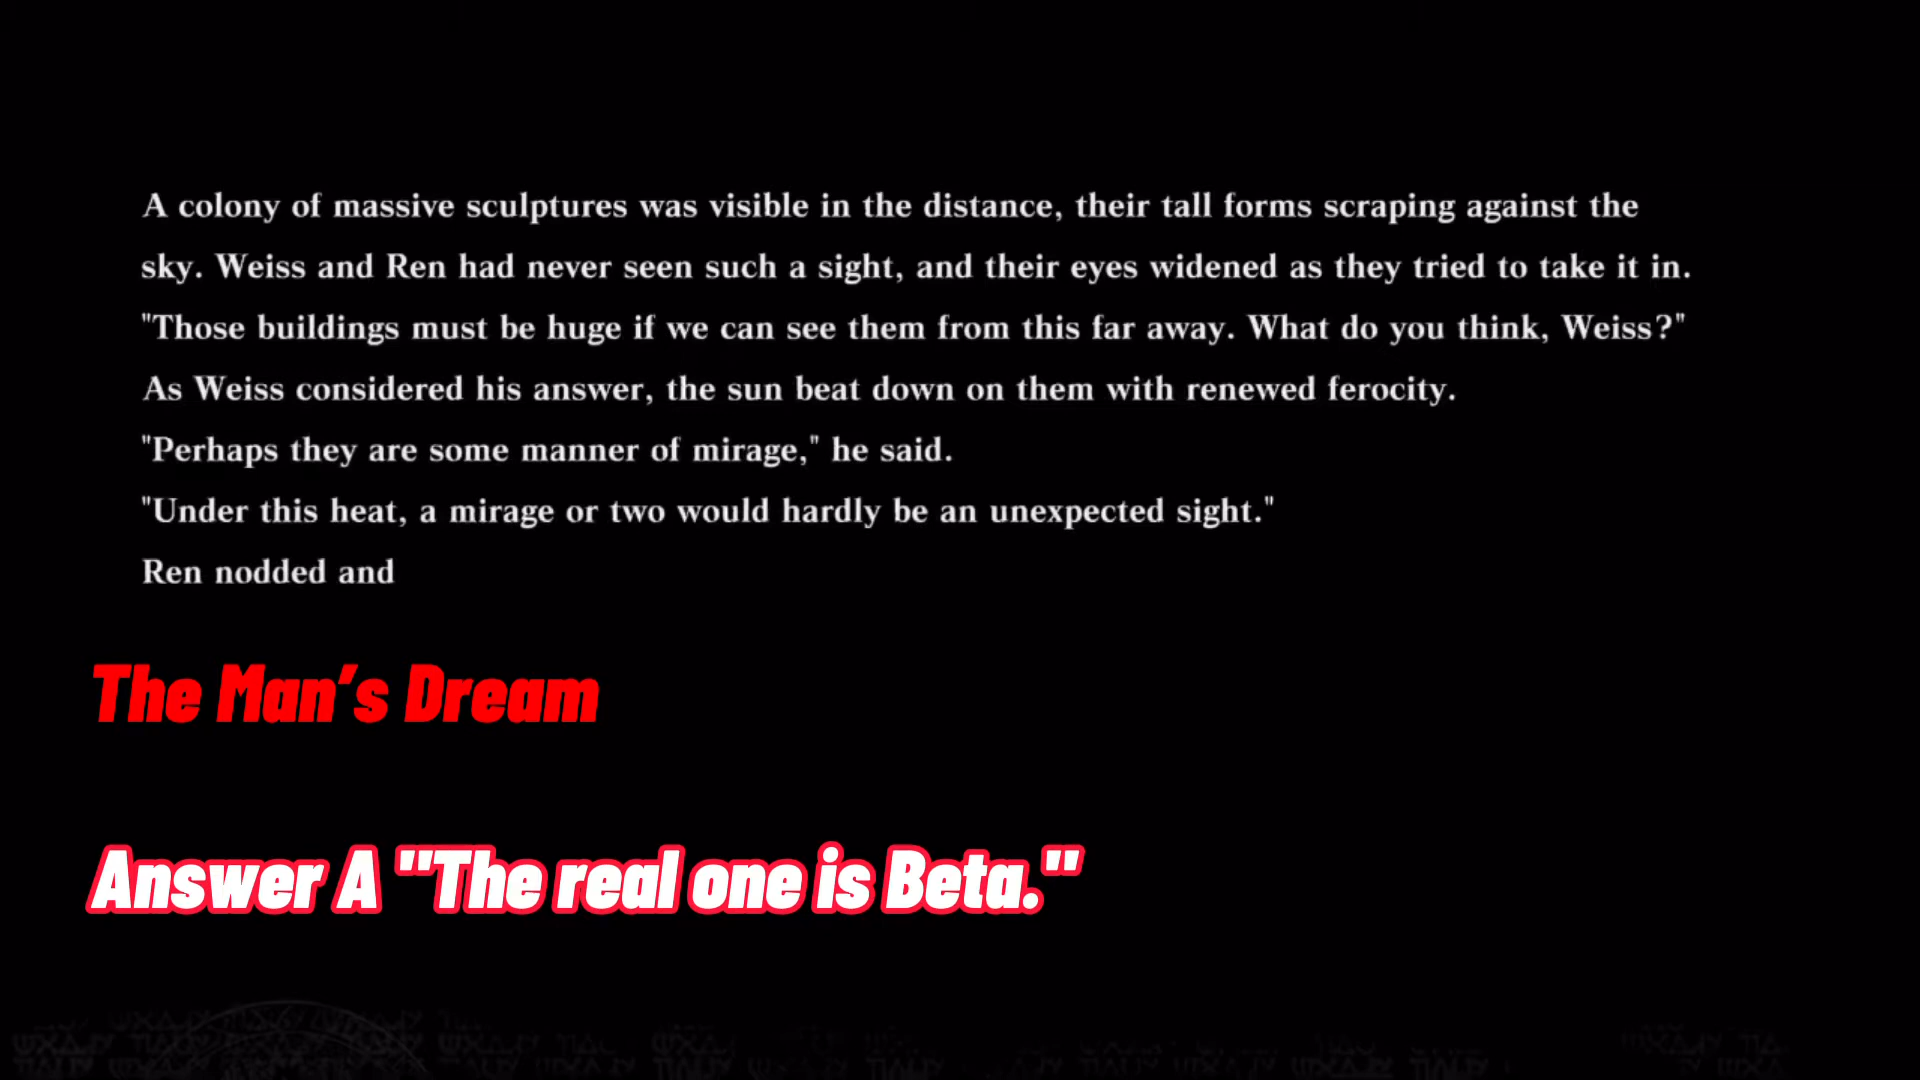 A colony of massive sculptures was visible in the distance, their tall forms scraping against the
sky. Weiss and Ren had never seen such a sight, and their eyes widened as they tried to take it in.
"Those buildings must be huge if we can see them from this far away. What do you think, Weiss?"
As Weiss considered his answer, the sun beat down on them with renewed ferocity.
"Perhaps they are some manner of mirage," he said.
"Under this heat, a mirage or two would hardly be an unexpected sight."
Ren nodded and
The Man's Dream
Answer A "The real one is Beta."